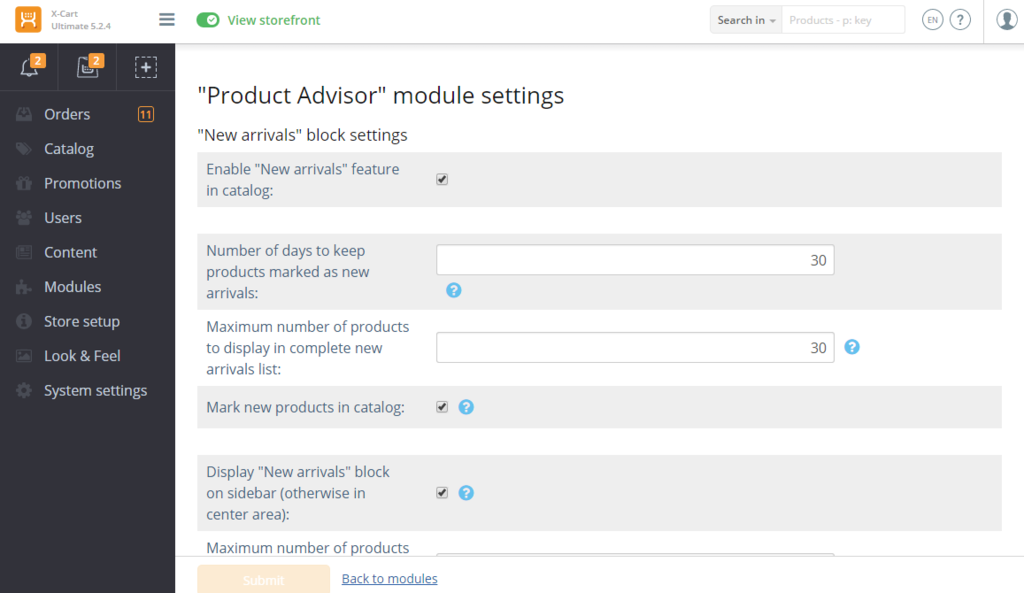 X-Cart
Ultimate 5.2.4
View storefront
Search in
Products - p: key
EN
?
2
2
Orders
11
Catalog
Promotions
Users
Content
Modules
Store setup
Look & Feel
System settings
"Product Advisor" module settings
"New arrivals" block settings
Enable "New arrivals" feature
in catalog:
Number of days to keep
products marked as new
arrivals:
30
?
Maximum number of products
to display in complete new
arrivals list:
30
?
Mark new products in catalog:
?
Display "New arrivals" block
on sidebar (otherwise in
center area):
?
Maximum number of products
Submit
Back to modules